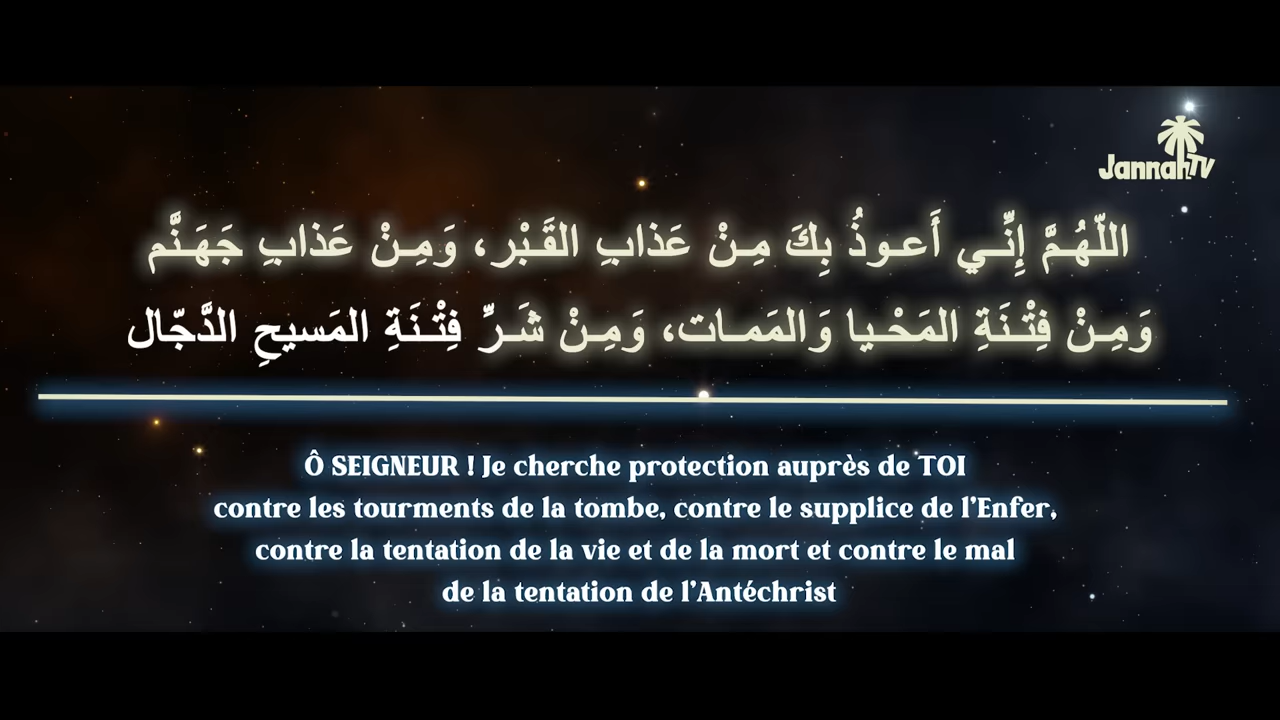 JannahTV
اللّهُمَّ إِنِّي أَعوذُ بِكَ مِنْ عَذابِ القَبْر، وَمِنْ عَذابِ جَهَنَّم
وَمِنْ فِتْنَةِ المَحْيا وَالمَمات، وَمِنْ شَرِّ فِتْنَةِ المَسيحِ الدَّجّال
Ô SEIGNEUR ! Je cherche protection auprès de TOI
contre les tourments de la tombe, contre le supplice de l'Enfer,
contre la tentation de la vie et de la mort et contre le mal
de la tentation de l'Antéchrist